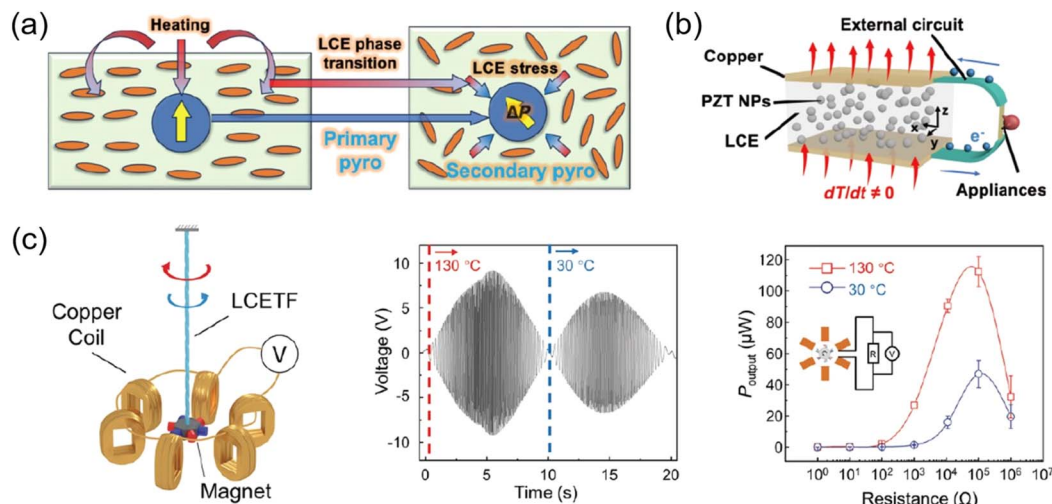 (a)
Heating
LCE phase
transition
LCE stress
ΔP
Primary
pyro
Secondary pyro
(b)
External circuit
Copper
PZT NPs
LCE
z
x
y
e-
Appliances
dT/dt ≠ 0
(c)
LCETF
Copper
Coil
V
Magnet
130 °C
30 °C
Voltage (V)
10
5
0
-5
-10
0 5 10 15 20
Time (s)
130 °C
30 °C
R V
P output (µW)
120
100
80
60
40
20
0
10⁰ 10¹ 10² 10³ 10⁴ 10⁵ 10⁶ 10⁷
Resistance (Ω)